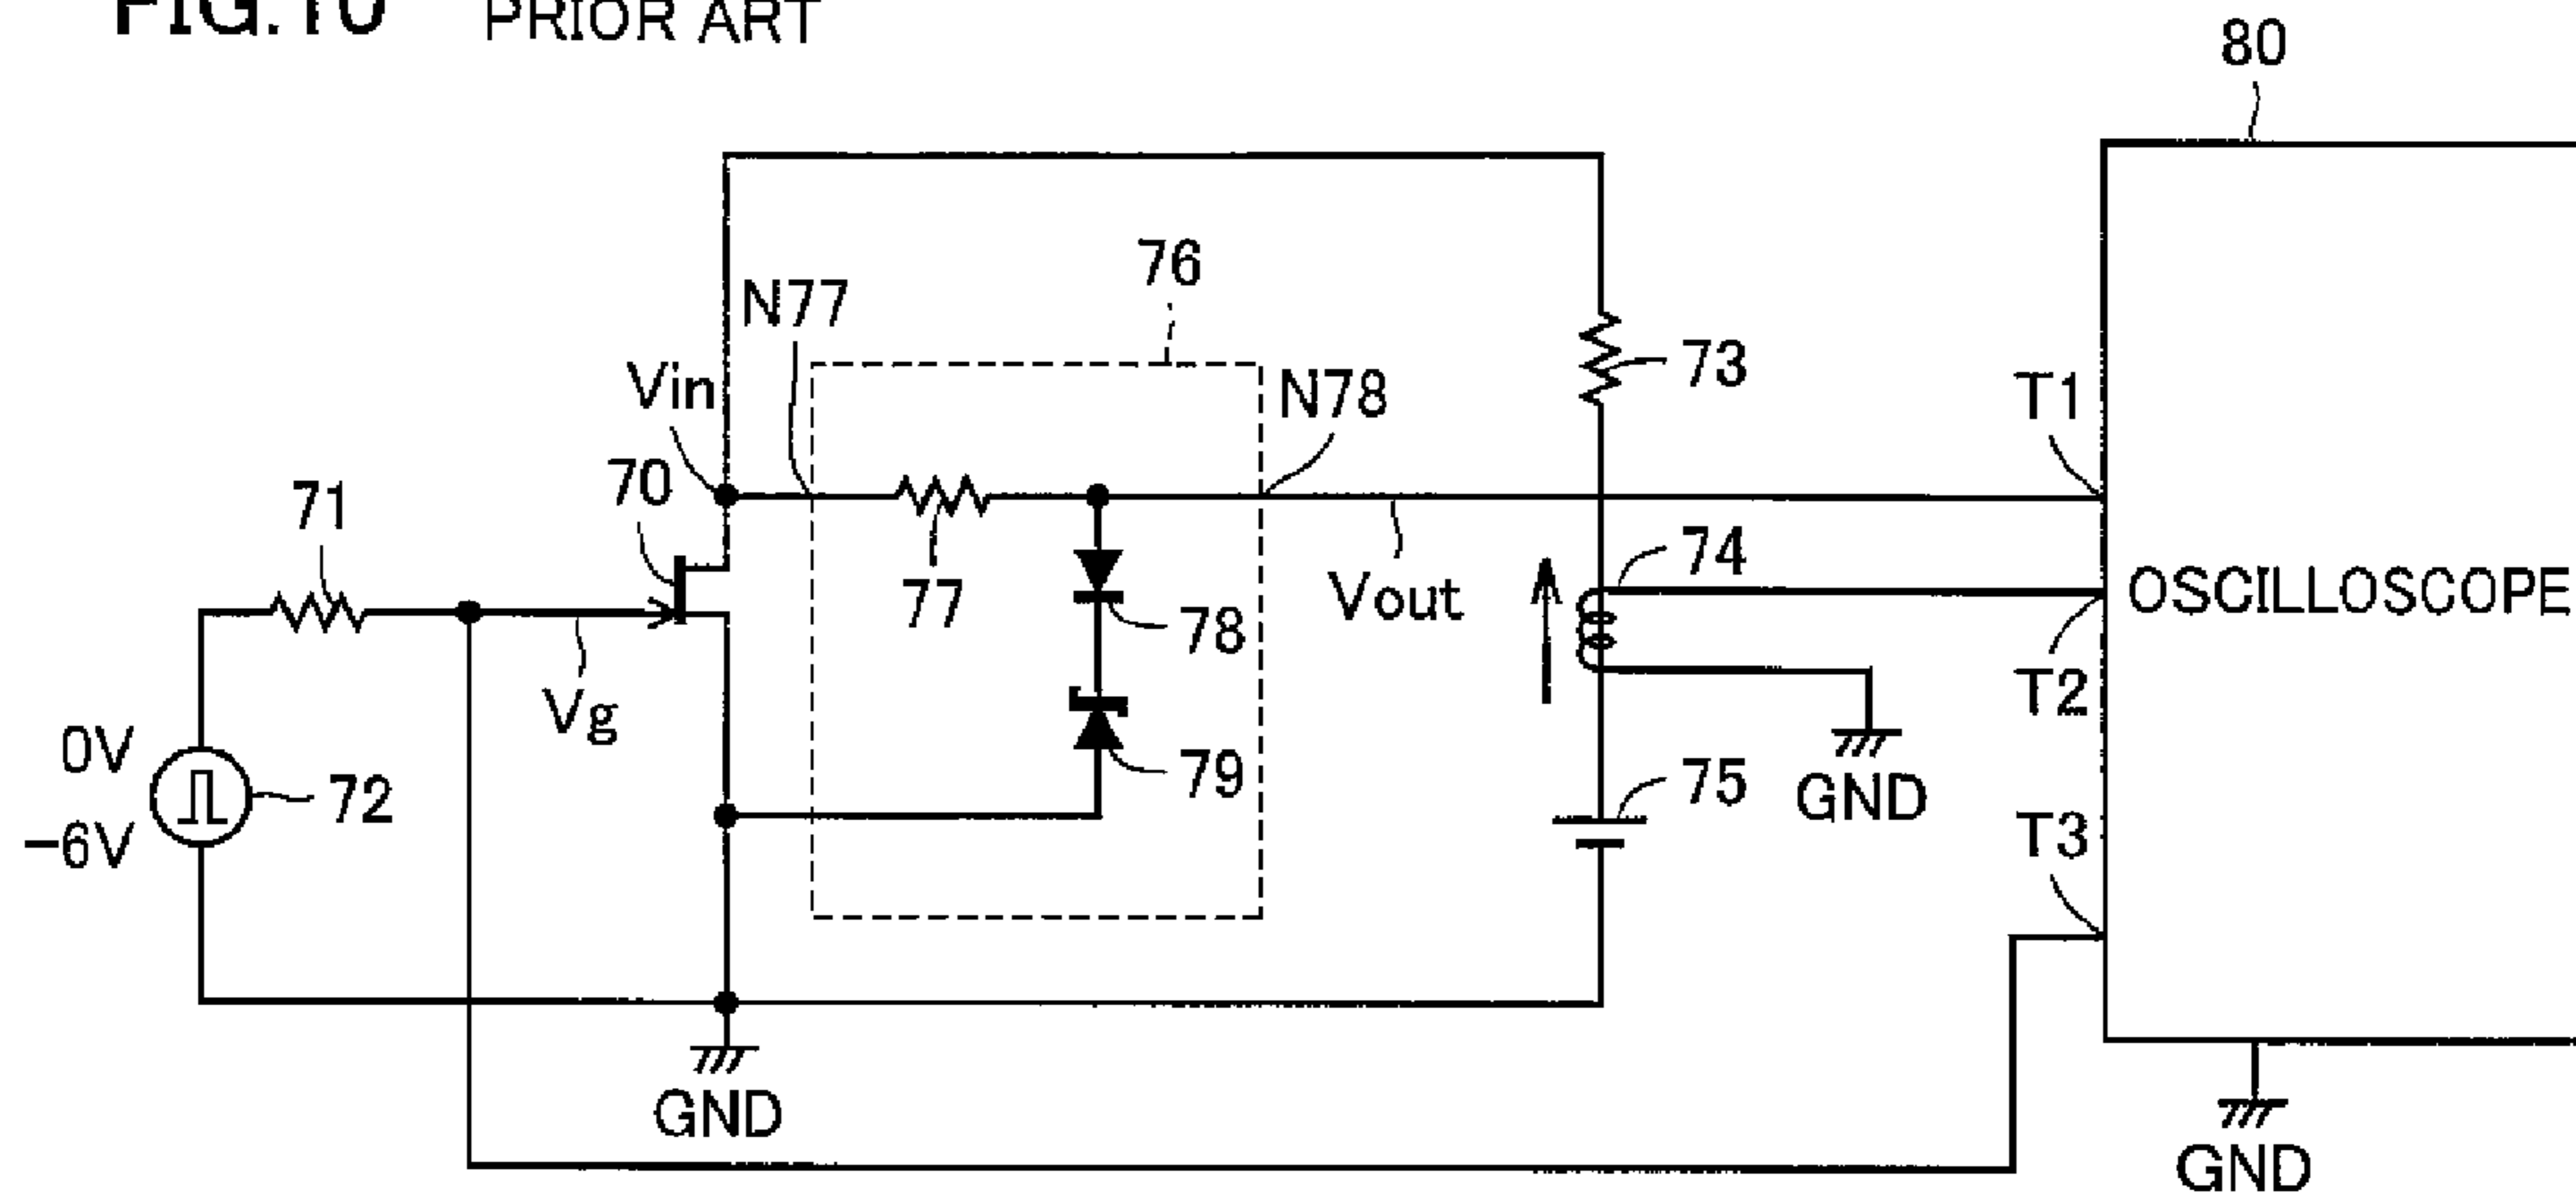 FIG.10 PRIOR ART
80
76
N77
Vin
N78
73
T1
70
71
77
Vout
74
OSCILLOSCOPE
78
Vg
T2
0V
72
79
75
GND
-6V
T3
GND
GND